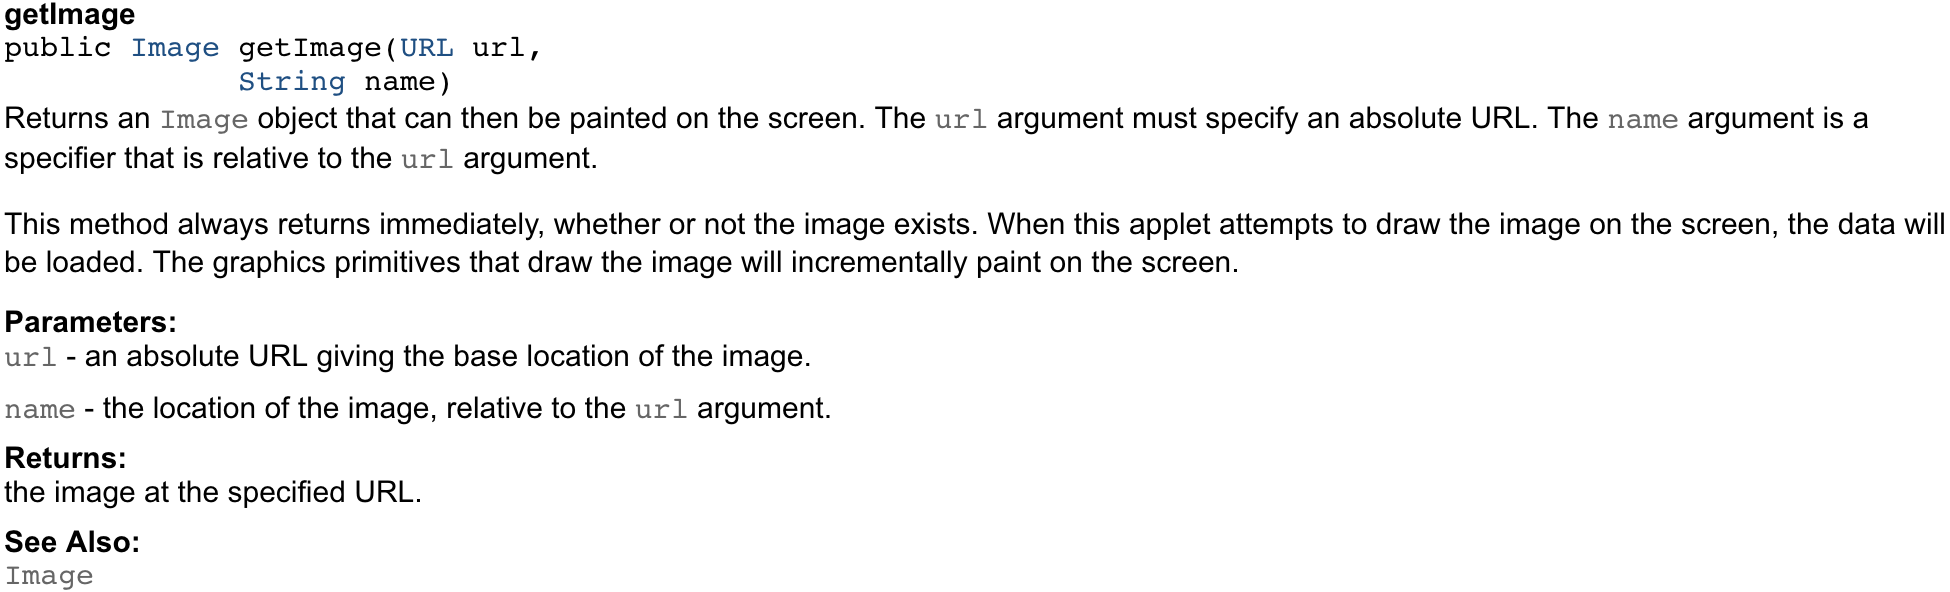 getImage
public Image getImage(URL url,
String name)
Returns an Image object that can then be painted on the screen. The url argument must specify an absolute URL. The name argument is a
specifier that is relative to the url argument.
This method always returns immediately, whether or not the image exists. When this applet attempts to draw the image on the screen, the data will
be loaded. The graphics primitives that draw the image will incrementally paint on the screen.
Parameters:
url - an absolute URL giving the base location of the image.
name - the location of the image, relative to the url argument.
Returns:
the image at the specified URL.
See Also:
Image